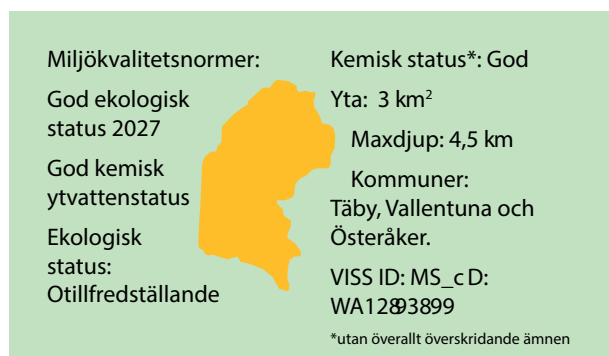 Miljökvalitetsnormer:
God ekologisk
status 2027
God kemisk
ytvattenstatus
Ekologisk
status:
Otillfredställande
Kemisk status*: God
Yta: 3 km²
Maxdjup: 4,5 km
Kommuner:
Täby, Vallentuna och
Österåker.
VISS ID: MS_c D:
*utan överallt överskridande ämnen